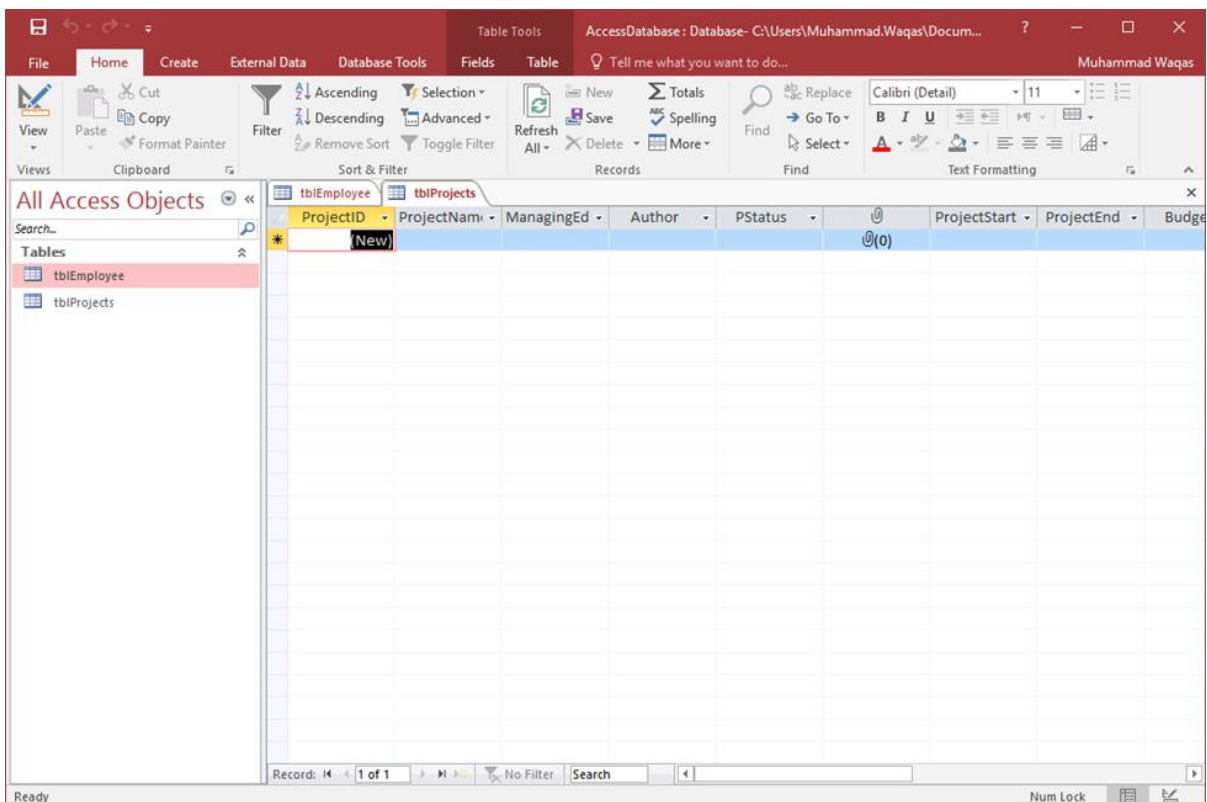 Table Tools AccessDatabase : Database- C:\Users\Muhammad.Waqas\Docum... ?
File Home Create External Data Database Tools Fields Table Tell me what you want to do... Muhammad Waqas
View
Paste
Cut
Copy
Format Painter
Filter
Ascending
Descending
Remove Sort
Selection
Advanced
Toggle Filter
Refresh
All
New
Save
Delete
Totals
Spelling
More
Find
Replace
Go To
Select
Calibri (Detail) 11
B I U
Views Clipboard Sort & Filter Records Find Text Formatting
All Access Objects
Search...
Tables
tblEmployee
tblProjects
tblEmployee tblProjects
ProjectID ProjectNam ManagingEd Author PStatus ProjectStart ProjectEnd Budge
(New) (0)
Record: 1 of 1 No Filter Search
Ready Num Lock